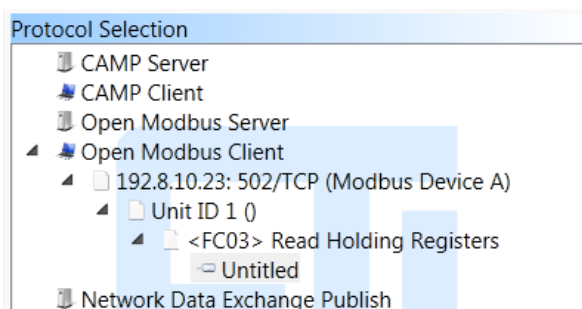 Protocol Selection
CAMP Server
CAMP Client
Open Modbus Server
Open Modbus Client
192.8.10.23: 502/TCP (Modbus Device A)
Unit ID 1 ()
<FC03> Read Holding Registers
Untitled
Network Data Exchange Publish